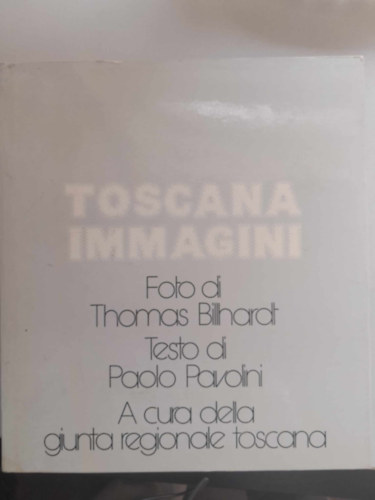 TOSCANA
IMMAGINI
Foto di
Thomas Billhardt
Testo di
Paolo Pavolini
A cura della
giunta regionale toscana